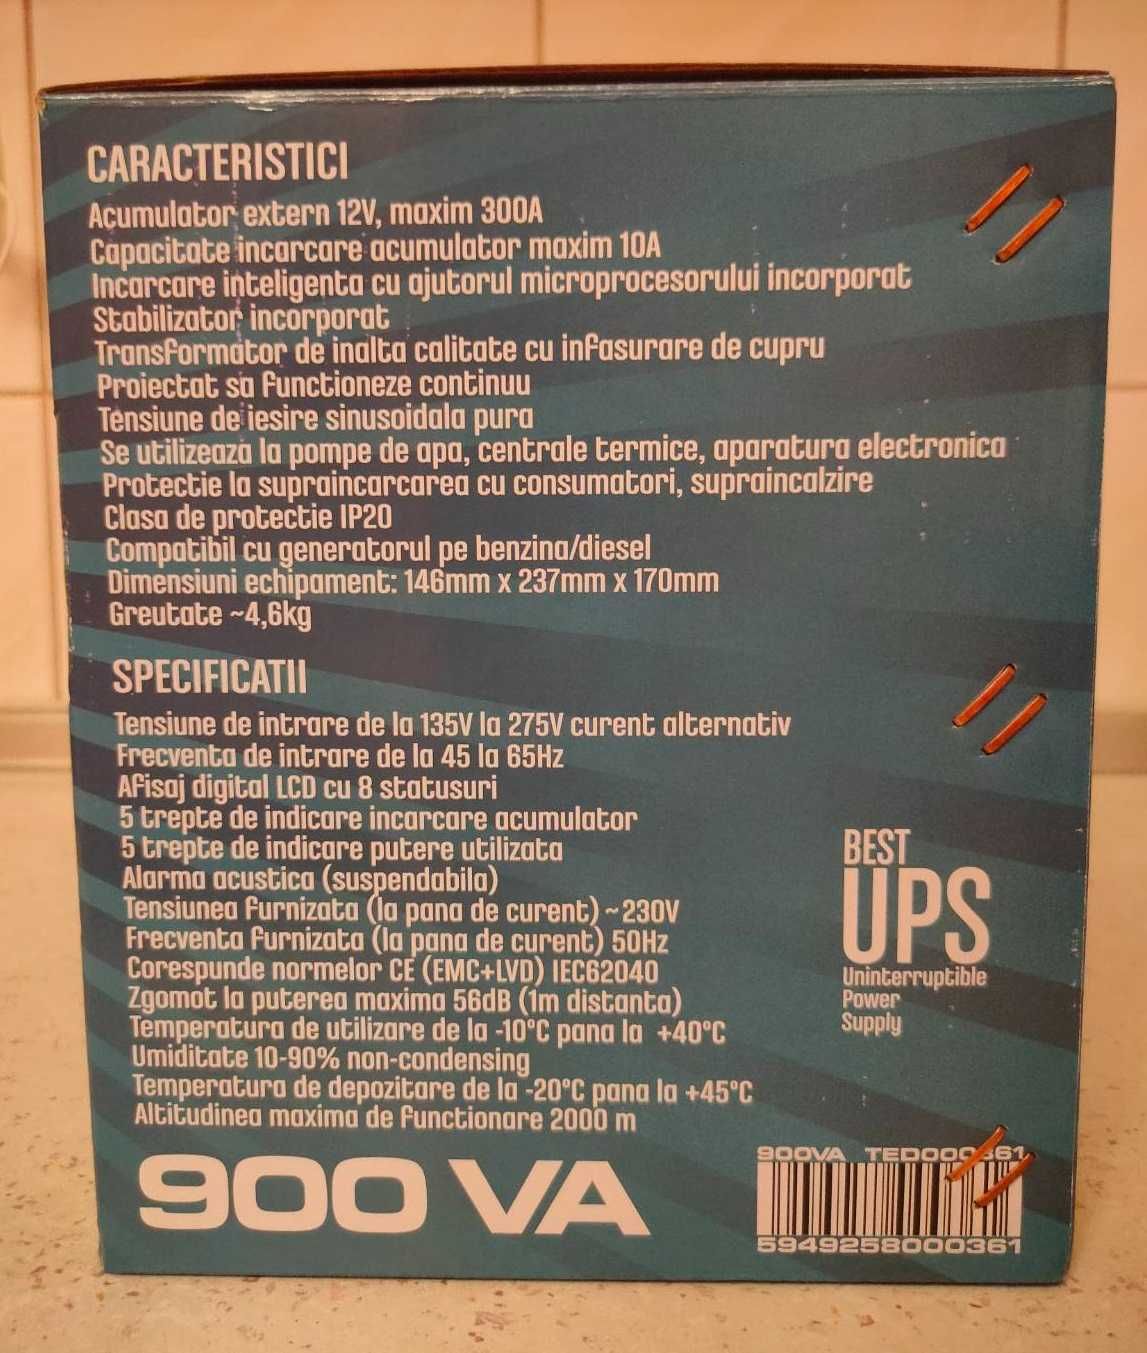 CARACTERISTICI
Acumulator extern 12V, maxim 300A
Capacitate incarcare acumulator maxim 10A
Incarcare inteligenta cu ajutorul microprocesorului incorporat
Stabilizator incorporat
Transformator de inalta calitate cu infasurare de cupru
Proiectat sa functioneze continuu
Tensiune de iesire sinusoidala pura
Se utilizeaza la pompe de apa, centrale termice, aparatura electronica
Protectie la supraincarcarea cu consumatori, supraincalzire
Clasa de protectie IP20
Compatibil cu generatorul pe benzina/diesel
Dimensiuni echipament: 146mm x 237mm x 170mm
Greutate ~4,6kg
SPECIFICATII
Tensiune de intrare de la 135V la 275V curent alternativ
Frecventa de intrare de la 45 la 65Hz
Afisaj digital LCD cu 8 statusuri
5 trepte de indicare incarcare acumulator
5 trepte de indicare putere utilizata
Alarma acustica (suspendabila)
Tensiunea furnizata (la pana de curent) ~230V
Frecventa furnizata (la pana de curent) 50Hz
Corespunde normelor CE (EMC+LVD) IEC62040
Zgomot la puterea maxima 56dB (1m distanta)
Temperatura de utilizare de la -10°C pana la +40°C
Umiditate 10-90% non-condensing
Temperatura de depozitare de la -20°C pana la +45°C
Altitudinea maxima de functionare 2000 m
BEST
UPS
Uninterruptible
Power
Supply
900 VA
900VA TED000361
5949258000361